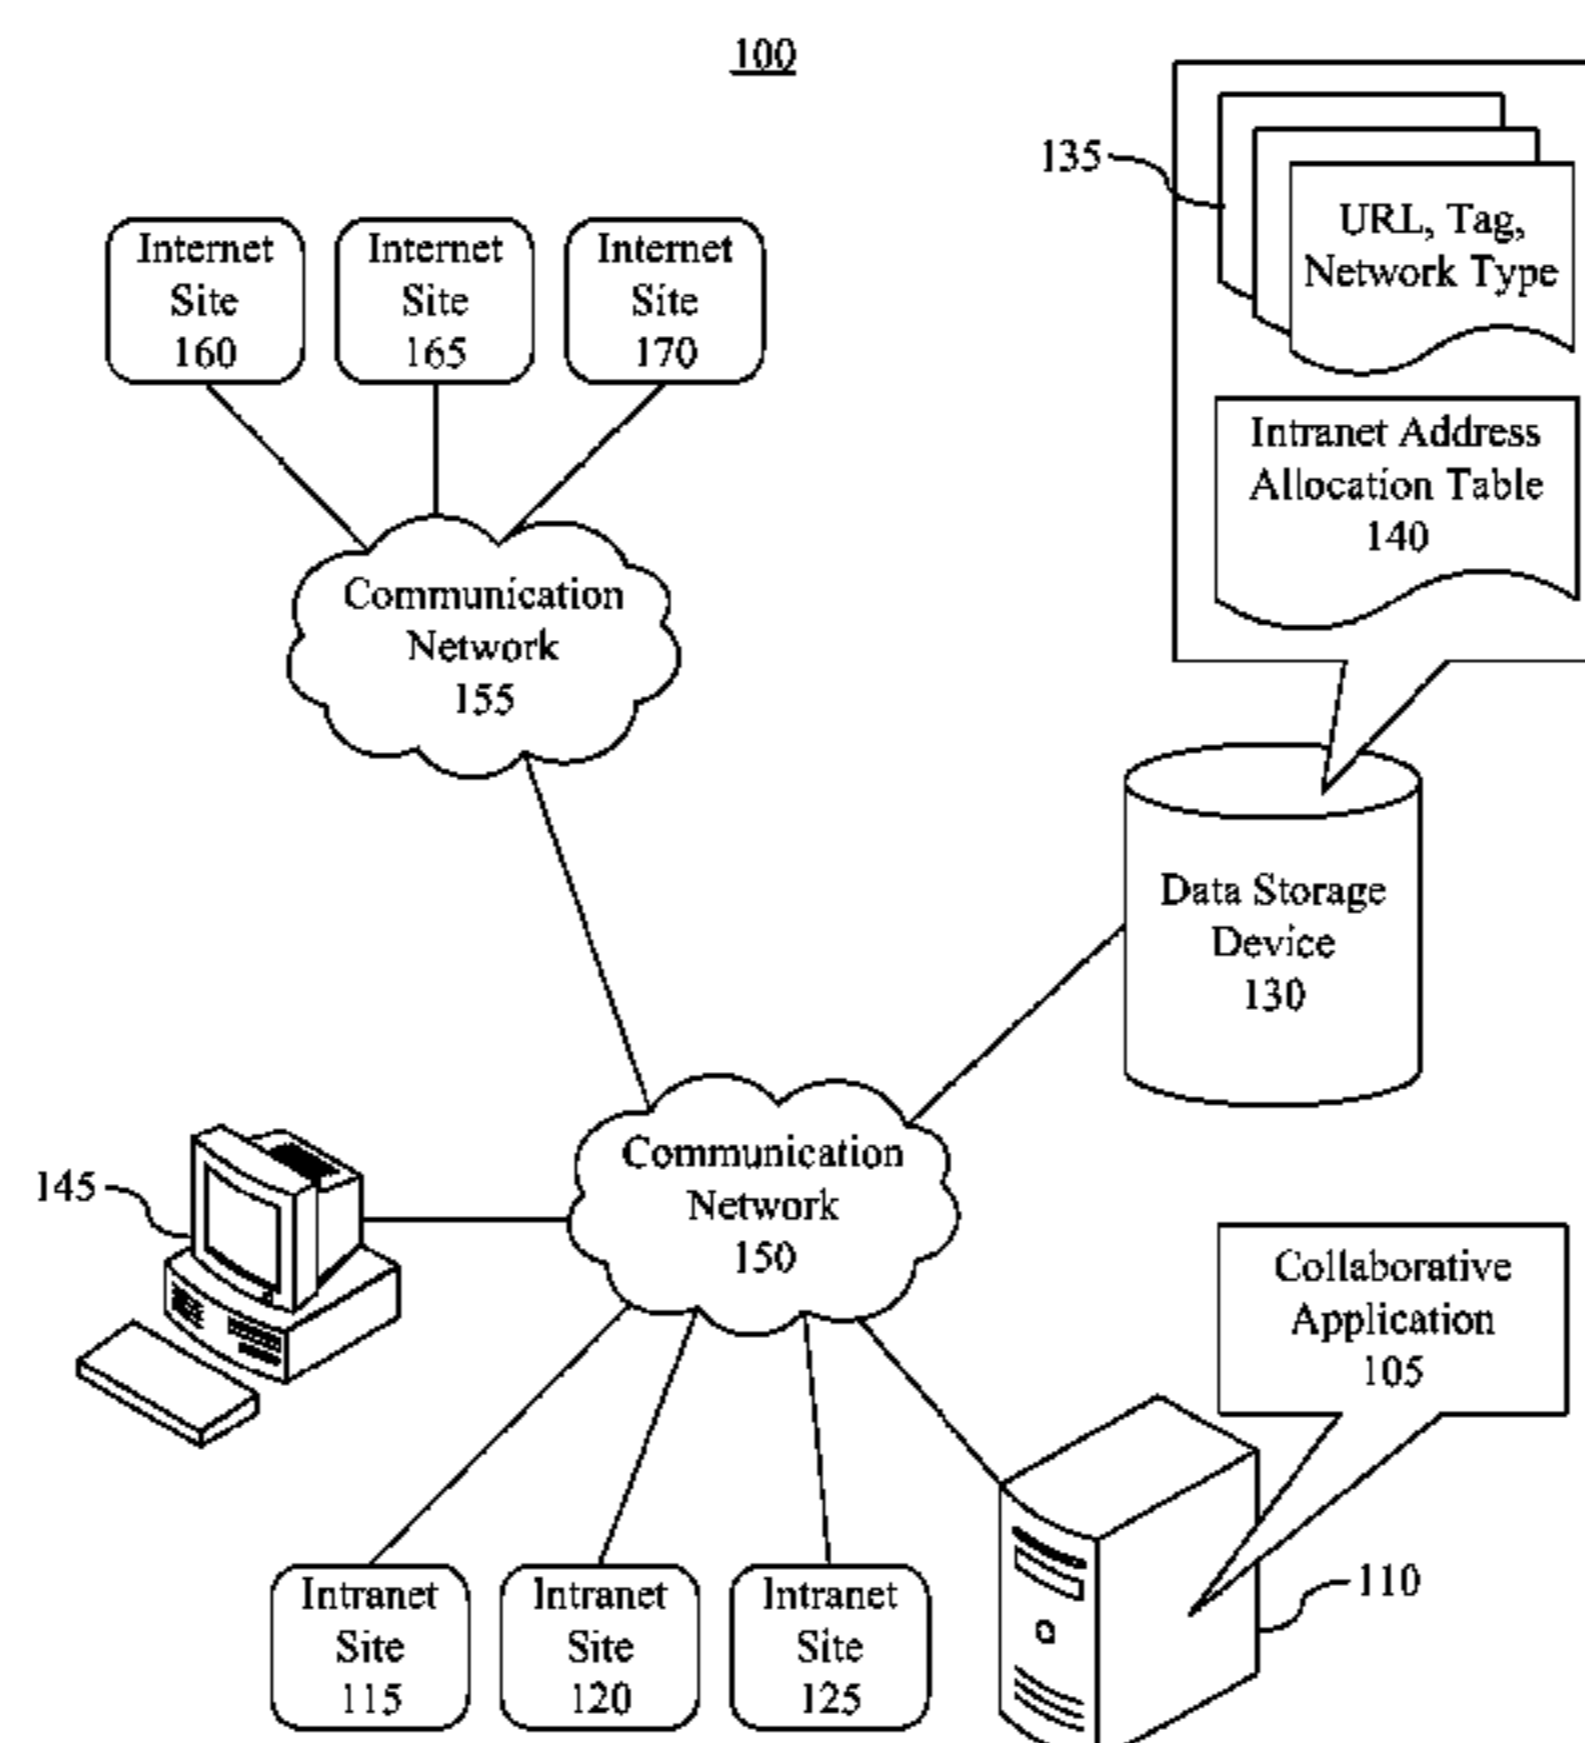 100
135
URL, Tag,
Network Type
Internet
Site
160
Internet
Site
165
Internet
Site
170
Intranet Address
Allocation Table
140
Communication
Network
155
Data Storage
Device
130
Communication
Network
150
145
Collaborative
Application
105
110
Intranet
Site
115
Intranet
Site
120
Intranet
Site
125